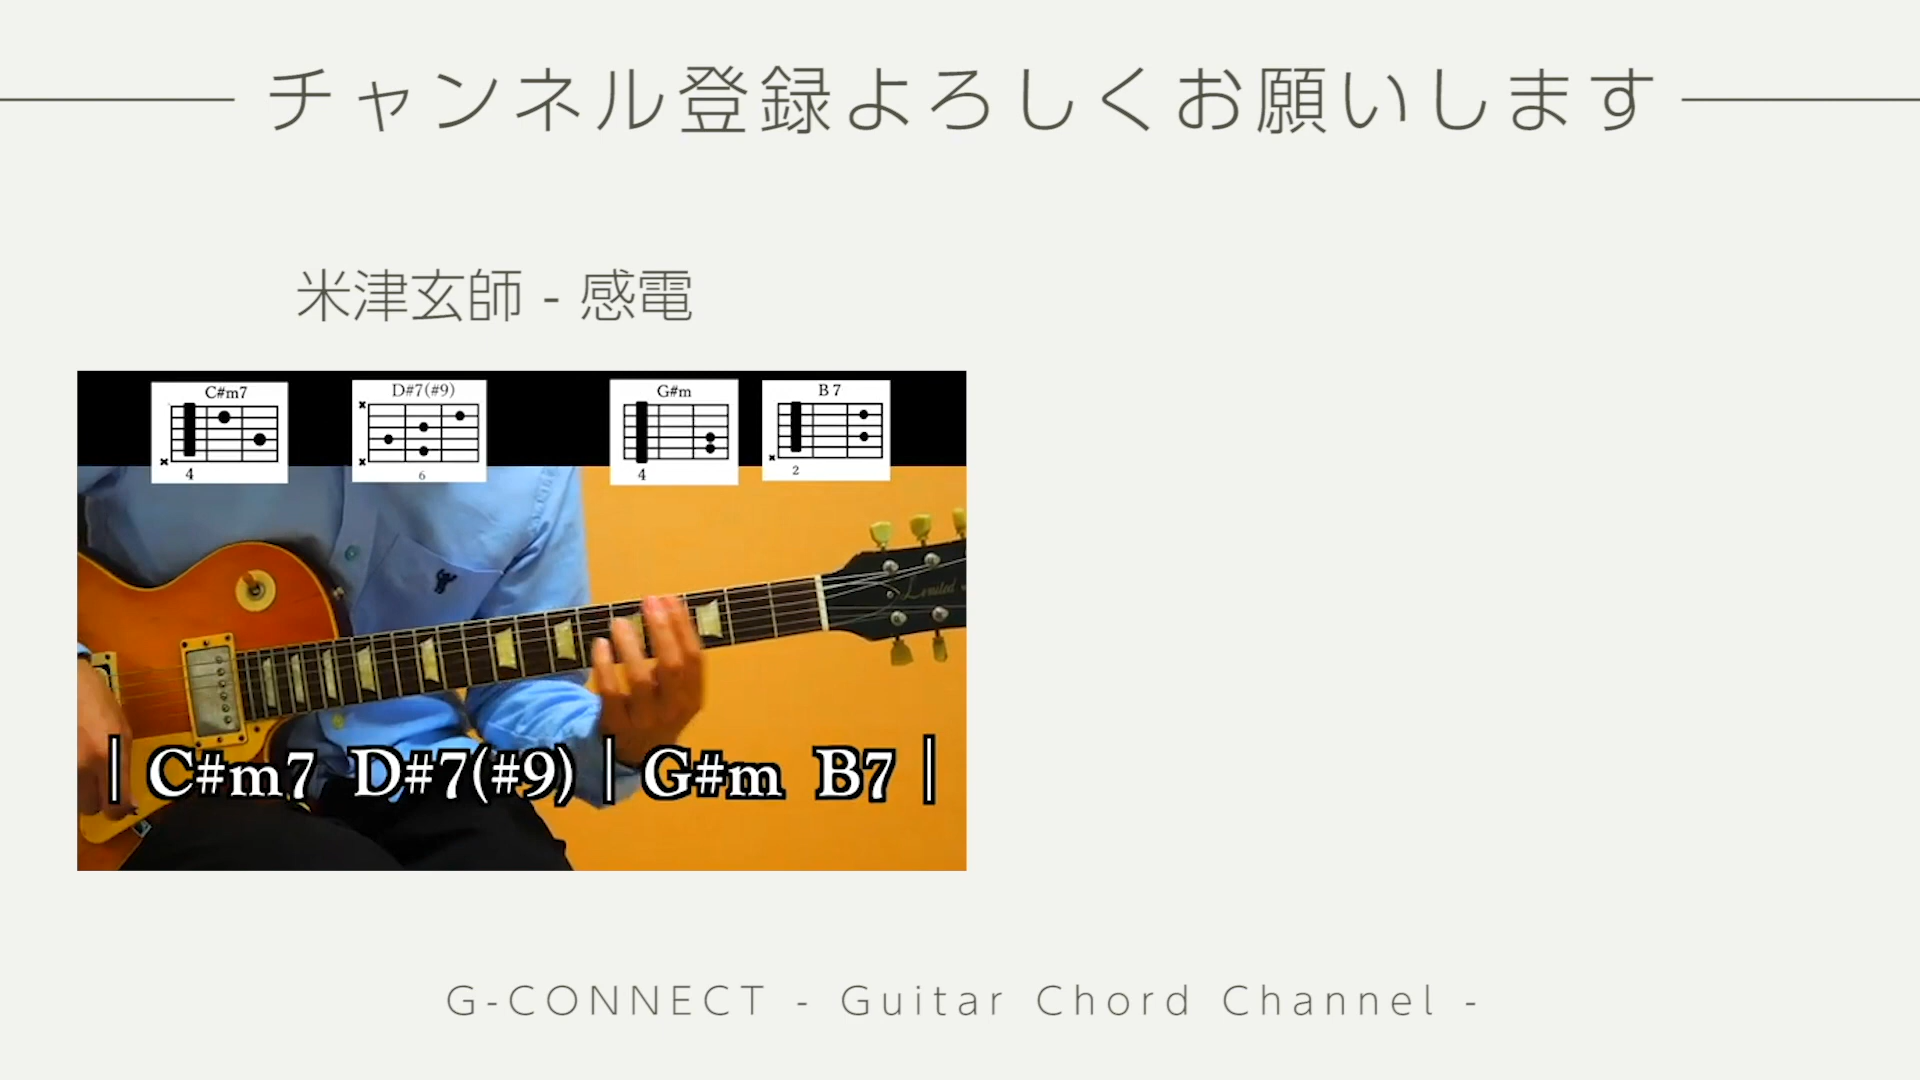 チャンネル登録よろしくお願いします
米津玄師 - 感電
C#m7 D#7(#9) G#m B7
4 6 4 2
| C#m7 D#7(#9) | G#m B7 |
G-CONNECT - Guitar Chord Channel -